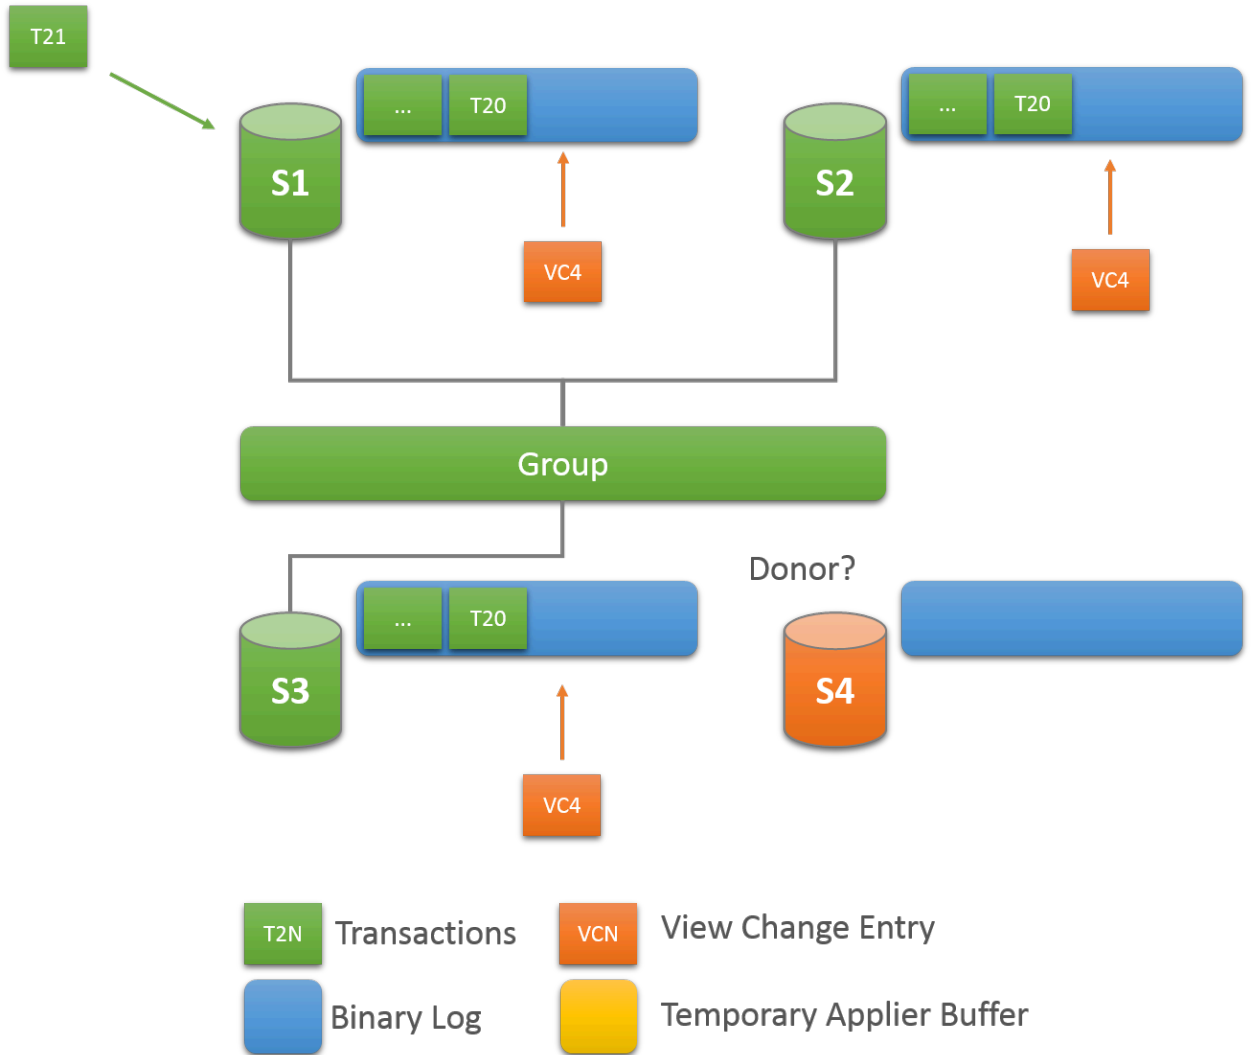 T21
... T20
... T20
S1
S2
VC4
VC4
Group
Donor?
... T20
S3
S4
VC4
T2N Transactions
VCN View Change Entry
Binary Log
Temporary Applier Buffer